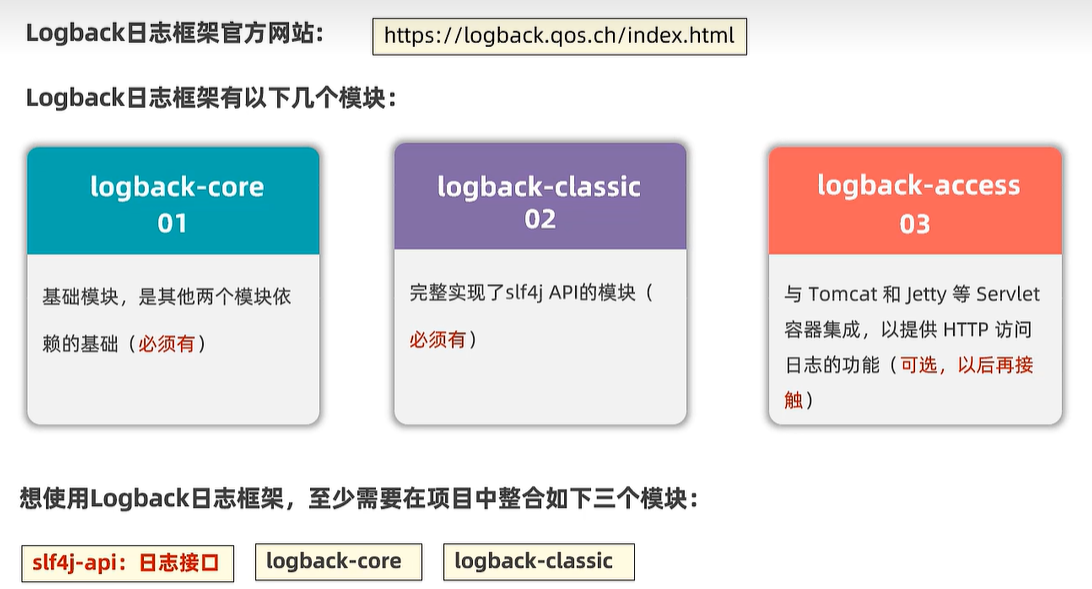 Logback日志框架官方网站：
https://logback.qos.ch/index.html
Logback日志框架有以下几个模块：
logback-core
01
基础模块，是其他两个模块依
赖的基础（必须有）
logback-classic
02
完整实现了slf4j API的模块（
必须有）
logback-access
03
与 Tomcat 和 Jetty 等 Servlet
容器集成，以提供 HTTP 访问
日志的功能（可选，以后再接
触）
想使用Logback日志框架，至少需要在项目中整合如下三个模块：
slf4j-api：日志接口
logback-core
logback-classic